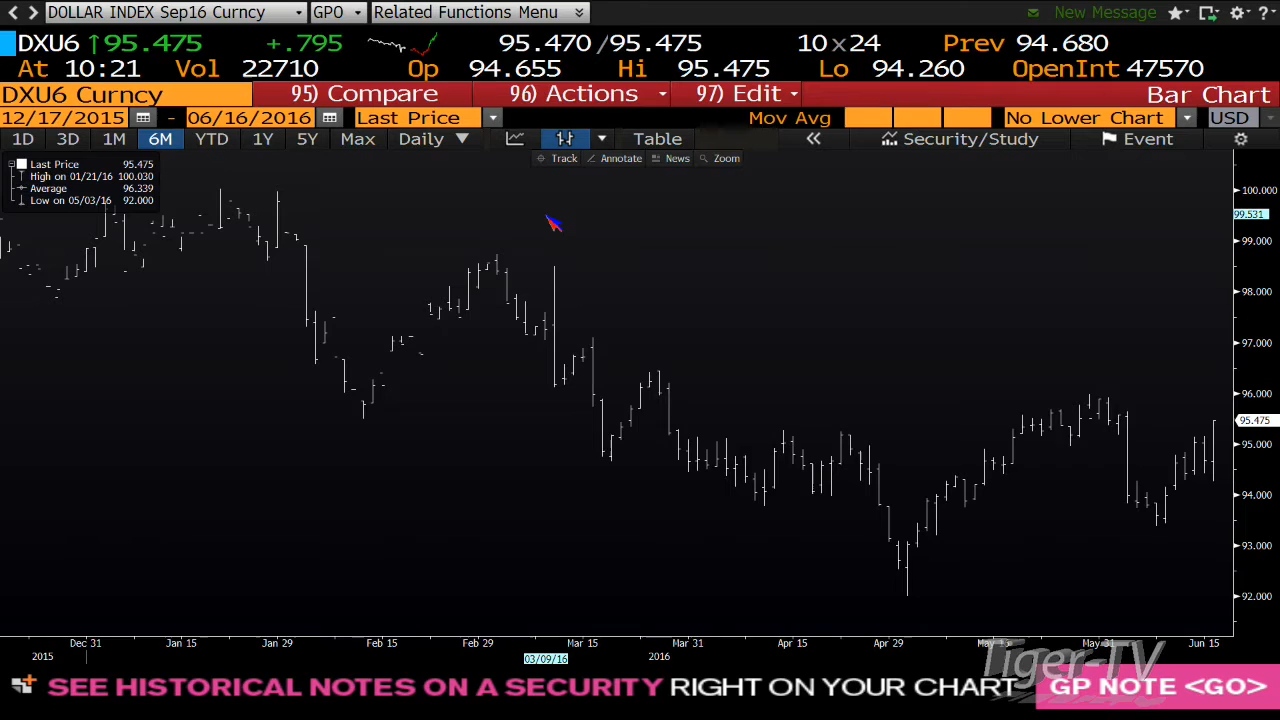 DOLLAR INDEX Sep16 Curncy GPO Related Functions Menu New Message
DXU6 ↑95.475 +.795 95.470/95.475 10x24 Prev 94.680
At 10:21 Vol 22710 Op 94.655 Hi 95.475 Lo 94.260 OpenInt 47570
DXU6 Curncy 95) Compare 96) Actions 97) Edit Bar Chart
12/17/2015 - 06/16/2016 Last Price Mov Avg No Lower Chart USD
1D 3D 1M 6M YTD 1Y 5Y Max Daily ▼ Table « Security/Study Event
Track Annotate News Zoom
Last Price 95.475
High on 01/21/16 100.030
Average 96.339
Low on 05/03/16 92.000
100.000
99.531
99.000
98.000
97.000
96.000
95.475
95.000
94.000
93.000
92.000
Dec 31 Jan 15 Jan 29 Feb 15 Feb 29 Mar 15 Mar 31 Apr 15 Apr 29 May 31 Jun 15
2015 03/09/16 2016
Tiger-TV
SEE HISTORICAL NOTES ON A SECURITY RIGHT ON YOUR CHART GP NOTE <GO>